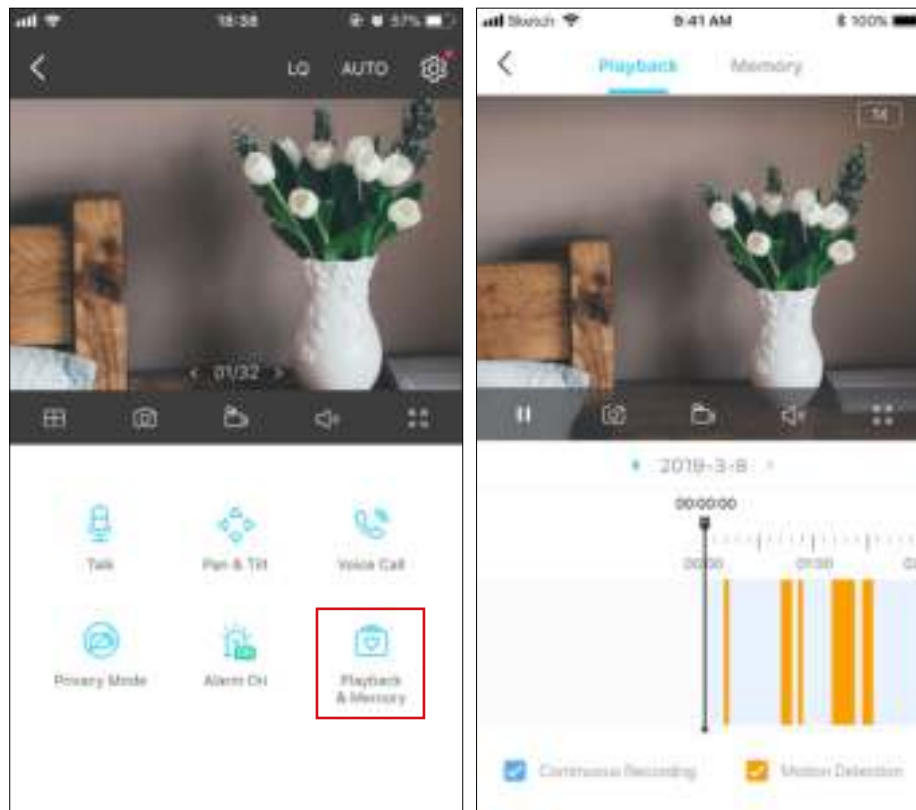 18:38
57%
LQ AUTO
01/32
Talk
Pan & Tilt
Voice Call
Privacy Mode
Alarm On
Playback
& Memory
Sketch
9:41 AM
100%
Playback Memory
2019-3-8
00:00:00
00:00 01:00
Continuous Recording
Motion Detection